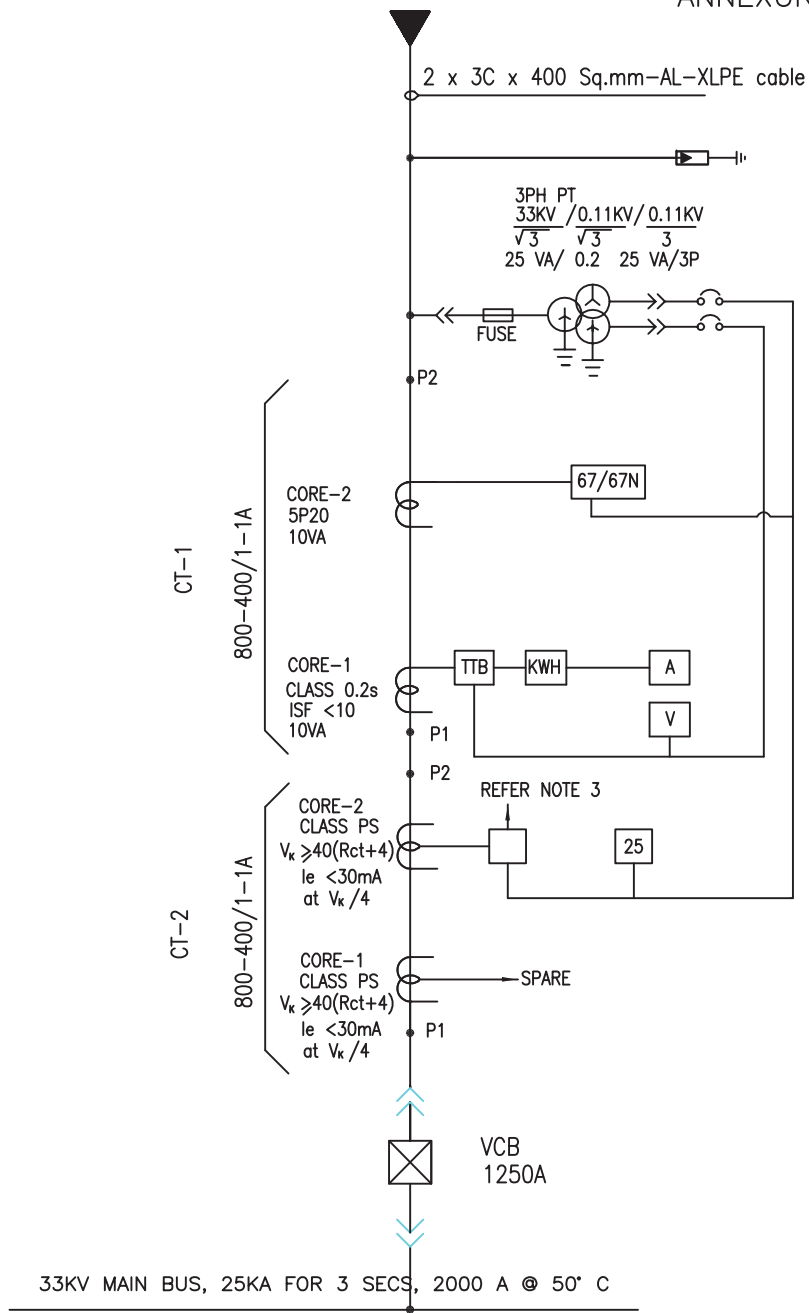 2 x 3C x 400 Sq.mm-AL-XLPE cable
3PH PT
33KV /0.11KV/ 0.11KV
√3 √3 3
25 VA/ 0.2 25 VA/3P
FUSE
P2
CORE-2
5P20
10VA
67/67N
CT-1
800-400/1-1A
CORE-1
CLASS 0.2s
ISF <10
10VA
TTB
KWH
A
V
P1
P2
REFER NOTE 3
CORE-2
CLASS PS
VK ⩾40(Rct+4)
Ie <30mA
at VK /4
25
CT-2
800-400/1-1A
CORE-1
CLASS PS
VK ⩾40(Rct+4)
Ie <30mA
at VK /4
SPARE
P1
VCB
1250A
33KV MAIN BUS, 25KA FOR 3 SECS, 2000 A @ 50° C